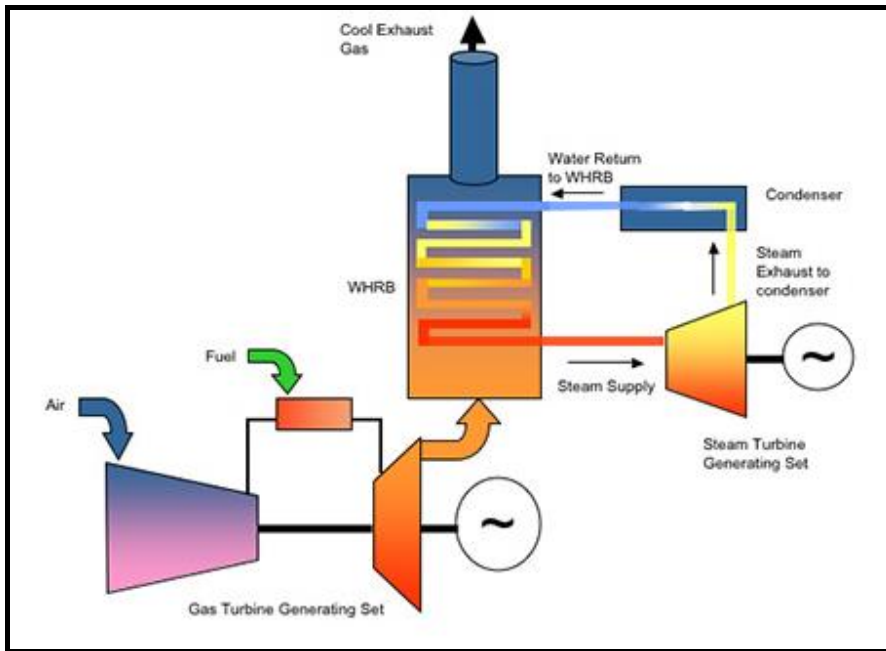 Cool Exhaust
Gas
Water Return
to WHRB
Condenser
Steam
Exhaust to
condenser
WHRB
Fuel
Steam Supply
Air
~
Steam Turbine
Generating Set
~
Gas Turbine Generating Set